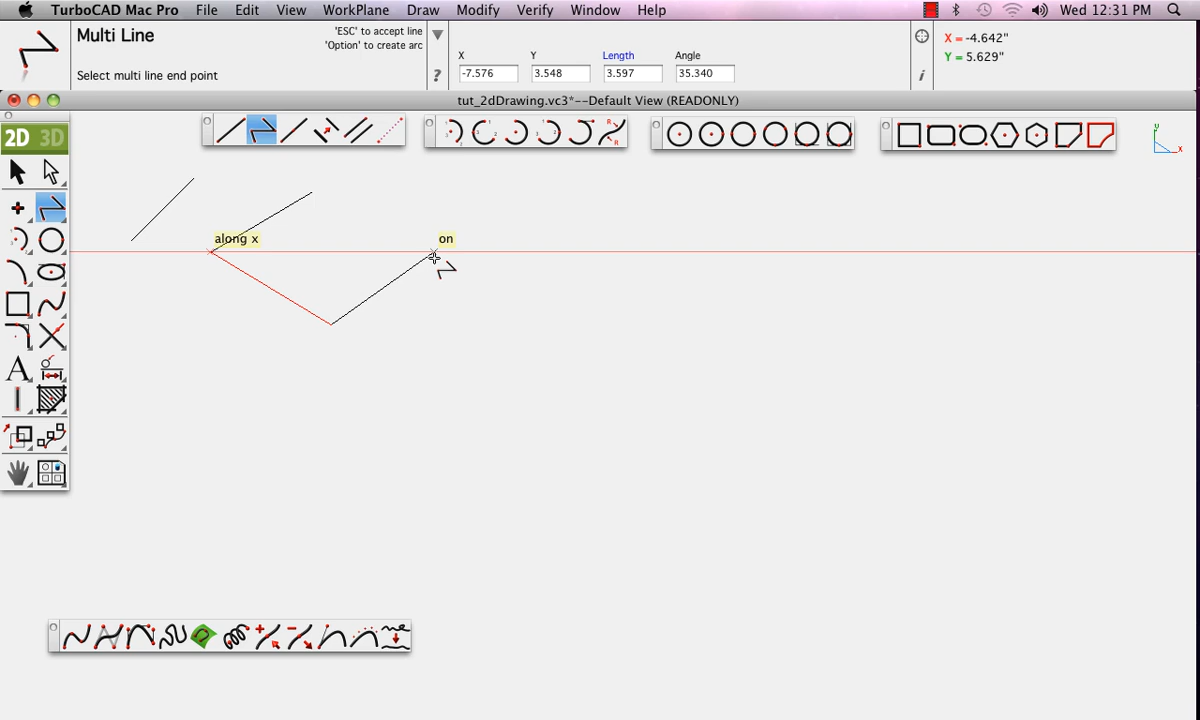 TurboCAD Mac Pro File Edit View WorkPlane Draw Modify Verify Window Help Wed 12:31 PM
Multi Line
'ESC' to accept line
'Option' to create arc
Select multi line end point
?
X Y Length Angle
-7.576 3.548 3.597 35.340
i
X = -4.642"
Y = 5.629"
tut_2dDrawing.vc3*--Default View (READONLY)
2D 3D
y
x
along x
on
A